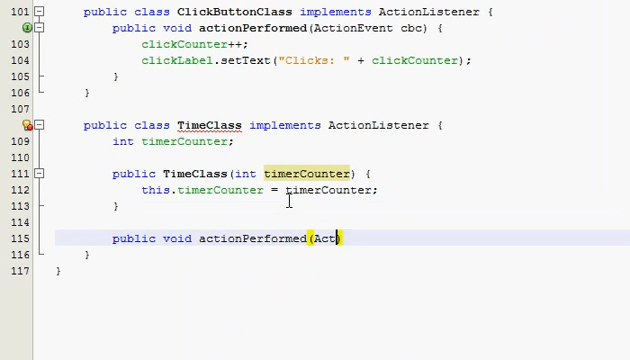 101 public class ClickButtonClass implements ActionListener {
public void actionPerformed(ActionEvent cbc) {
103 clickCounter++;
104 clickLabel.setText("Clicks: " + clickCounter);
105 }
106 }
107
public class TimeClass implements ActionListener {
109 int timerCounter;
110
111 public TimeClass(int timerCounter) {
112 this.timerCounter = timerCounter;
113 }
114
115 public void actionPerformed(Act)
116 }
117 }